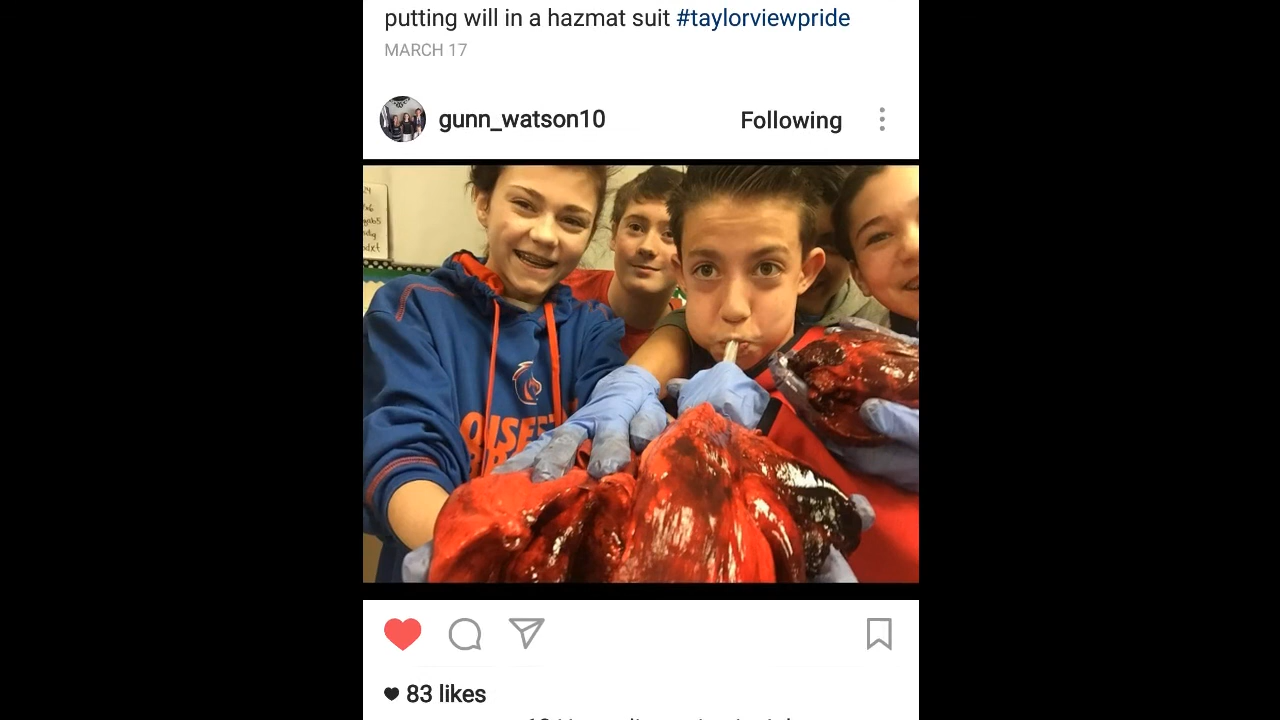 putting will in a hazmat suit #taylorviewpride
MARCH 17
gunn_watson10
Following
83 likes